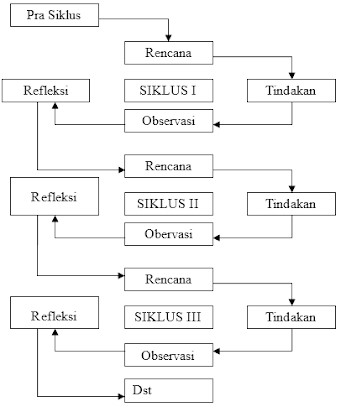 Pra Siklus
Rencana
Refleksi
SIKLUS I
Tindakan
Observasi
Rencana
Refleksi
SIKLUS II
Tindakan
Obervasi
Rencana
Refleksi
SIKLUS III
Tindakan
Observasi
Dst